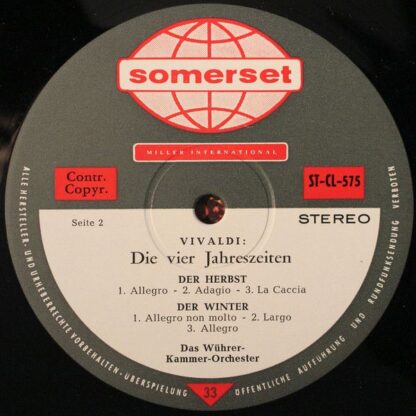 somerset
MILLER INTERNATIONAL
Contr.
Copyr.
ST-CL-575
Seite 2
STEREO
VIVALDI:
Die vier Jahreszeiten
DER HERBST
1. Allegro - 2. Adagio - 3. La Caccia
DER WINTER
1. Allegro non molto - 2. Largo
3. Allegro
Das Wührer-
Kammer-Orchester
33
ALLE HERSTELLER- UND URHEBERRECHTE VORBEHALTEN · ÜBERSPIELUNG
ÖFFENTLICHE AUFFÜHRUNG UND RUNDFUNKSENDUNG VERBOTEN